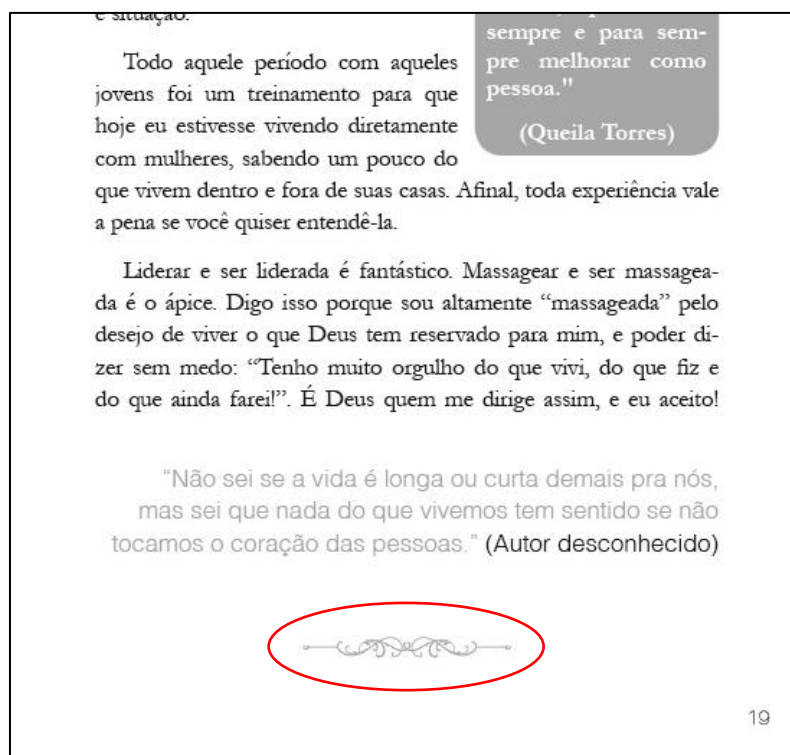 e situação.
sempre e para sem-
pre melhorar como
pessoa."
(Queila Torres)
Todo aquele período com aqueles
jovens foi um treinamento para que
hoje eu estivesse vivendo diretamente
com mulheres, sabendo um pouco do
que vivem dentro e fora de suas casas. Afinal, toda experiência vale
a pena se você quiser entendê-la.
Liderar e ser liderada é fantástico. Massagear e ser massagea-
da é o ápice. Digo isso porque sou altamente “massageada” pelo
desejo de viver o que Deus tem reservado para mim, e poder di-
zer sem medo: “Tenho muito orgulho do que vivi, do que fiz e
do que ainda farei!”. É Deus quem me dirige assim, e eu aceito!
"Não sei se a vida é longa ou curta demais pra nós,
mas sei que nada do que vivemos tem sentido se não
tocamos o coração das pessoas." (Autor desconhecido)
19